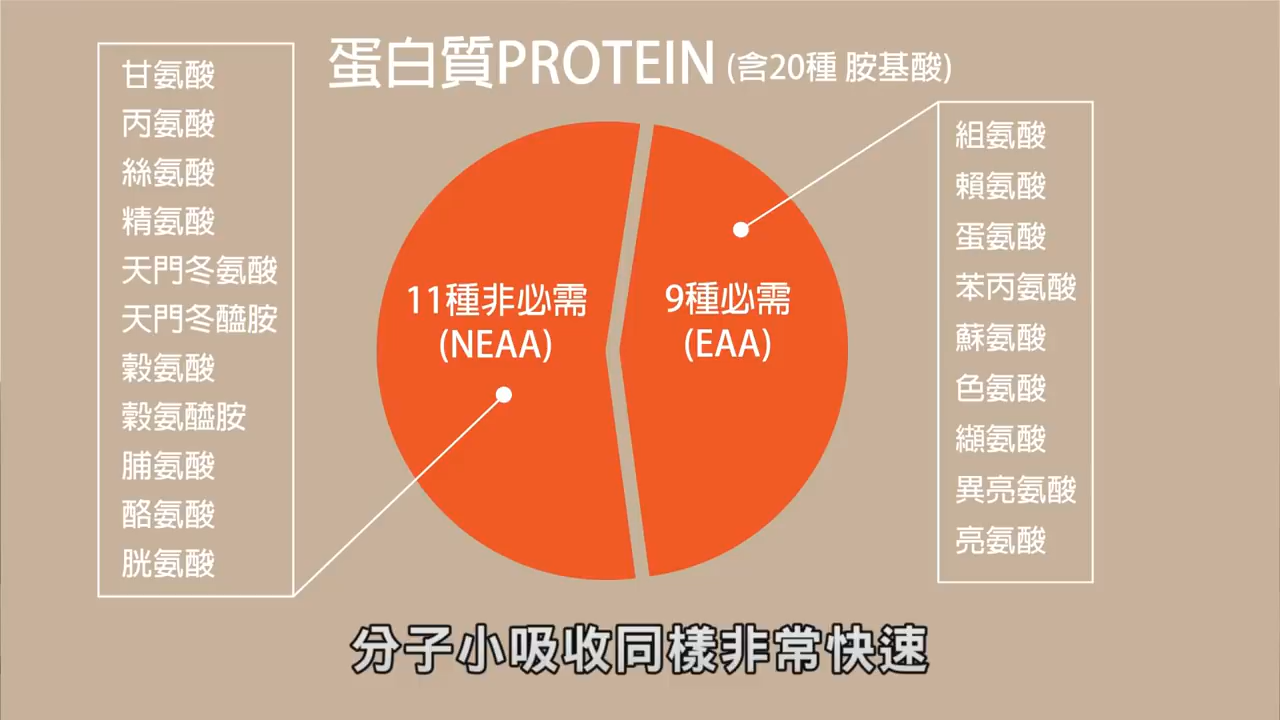 蛋白質PROTEIN (含20種 胺基酸)
甘氨酸
丙氨酸
絲氨酸
精氨酸
天門冬氨酸
天門冬醯胺
穀氨酸
穀氨醯胺
脯氨酸
酪氨酸
胱氨酸
11種非必需
(NEAA)
9種必需
(EAA)
組氨酸
賴氨酸
蛋氨酸
苯丙氨酸
蘇氨酸
色氨酸
纈氨酸
異亮氨酸
亮氨酸
分子小吸收同樣非常快速